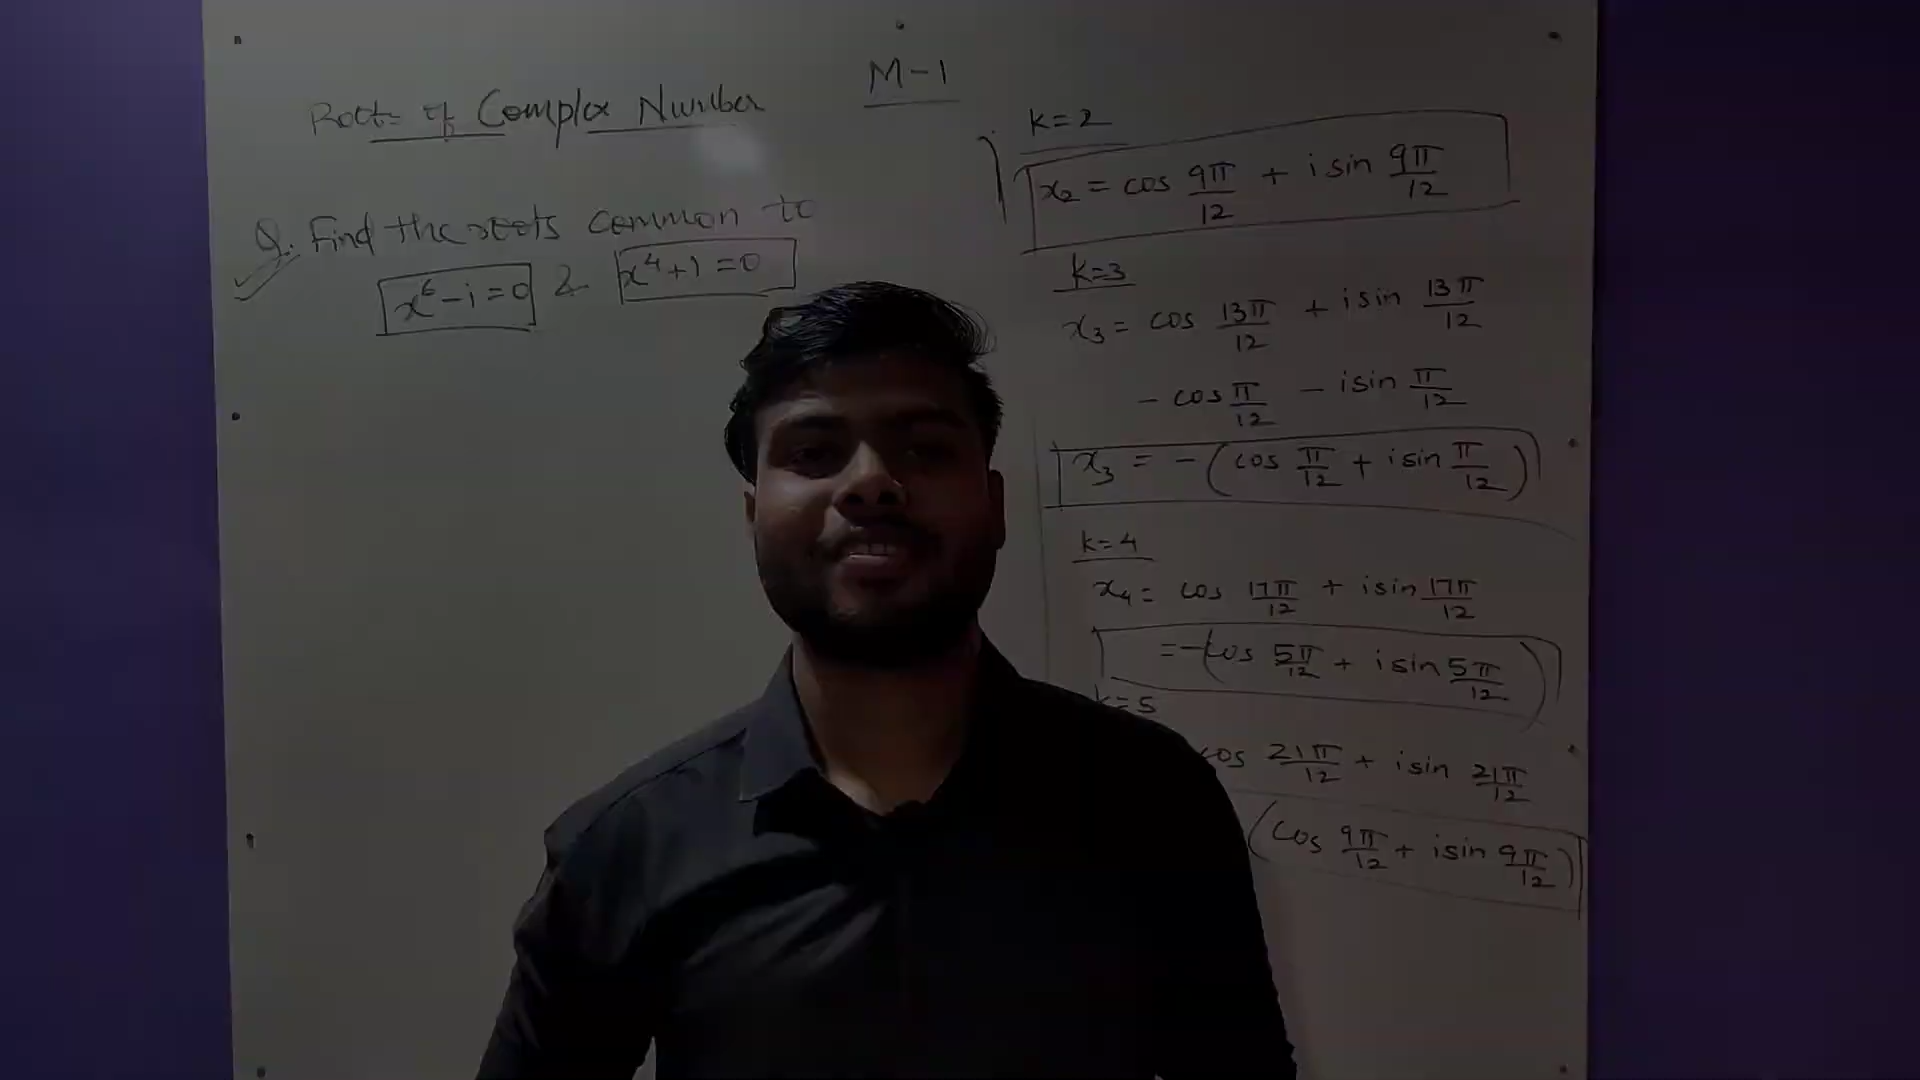 Roots of Complex Number
M-1
Q. Find the roots common to
x⁶-i=0 & x⁴+1=0
k=2
x₂ = cos 9π/12 + i sin 9π/12
k=3
x₃ = cos 13π/12 + i sin 13π/12
- cos π/12 - i sin π/12
x₃ = -(cos π/12 + i sin π/12)
k=4
x₄ = cos 17π/12 + i sin 17π/12
= -(cos 5π/12 + i sin 5π/12)
k=5
cos 21π/12 + i sin 21π/12
(cos 9π/12 + i sin 9π/12)